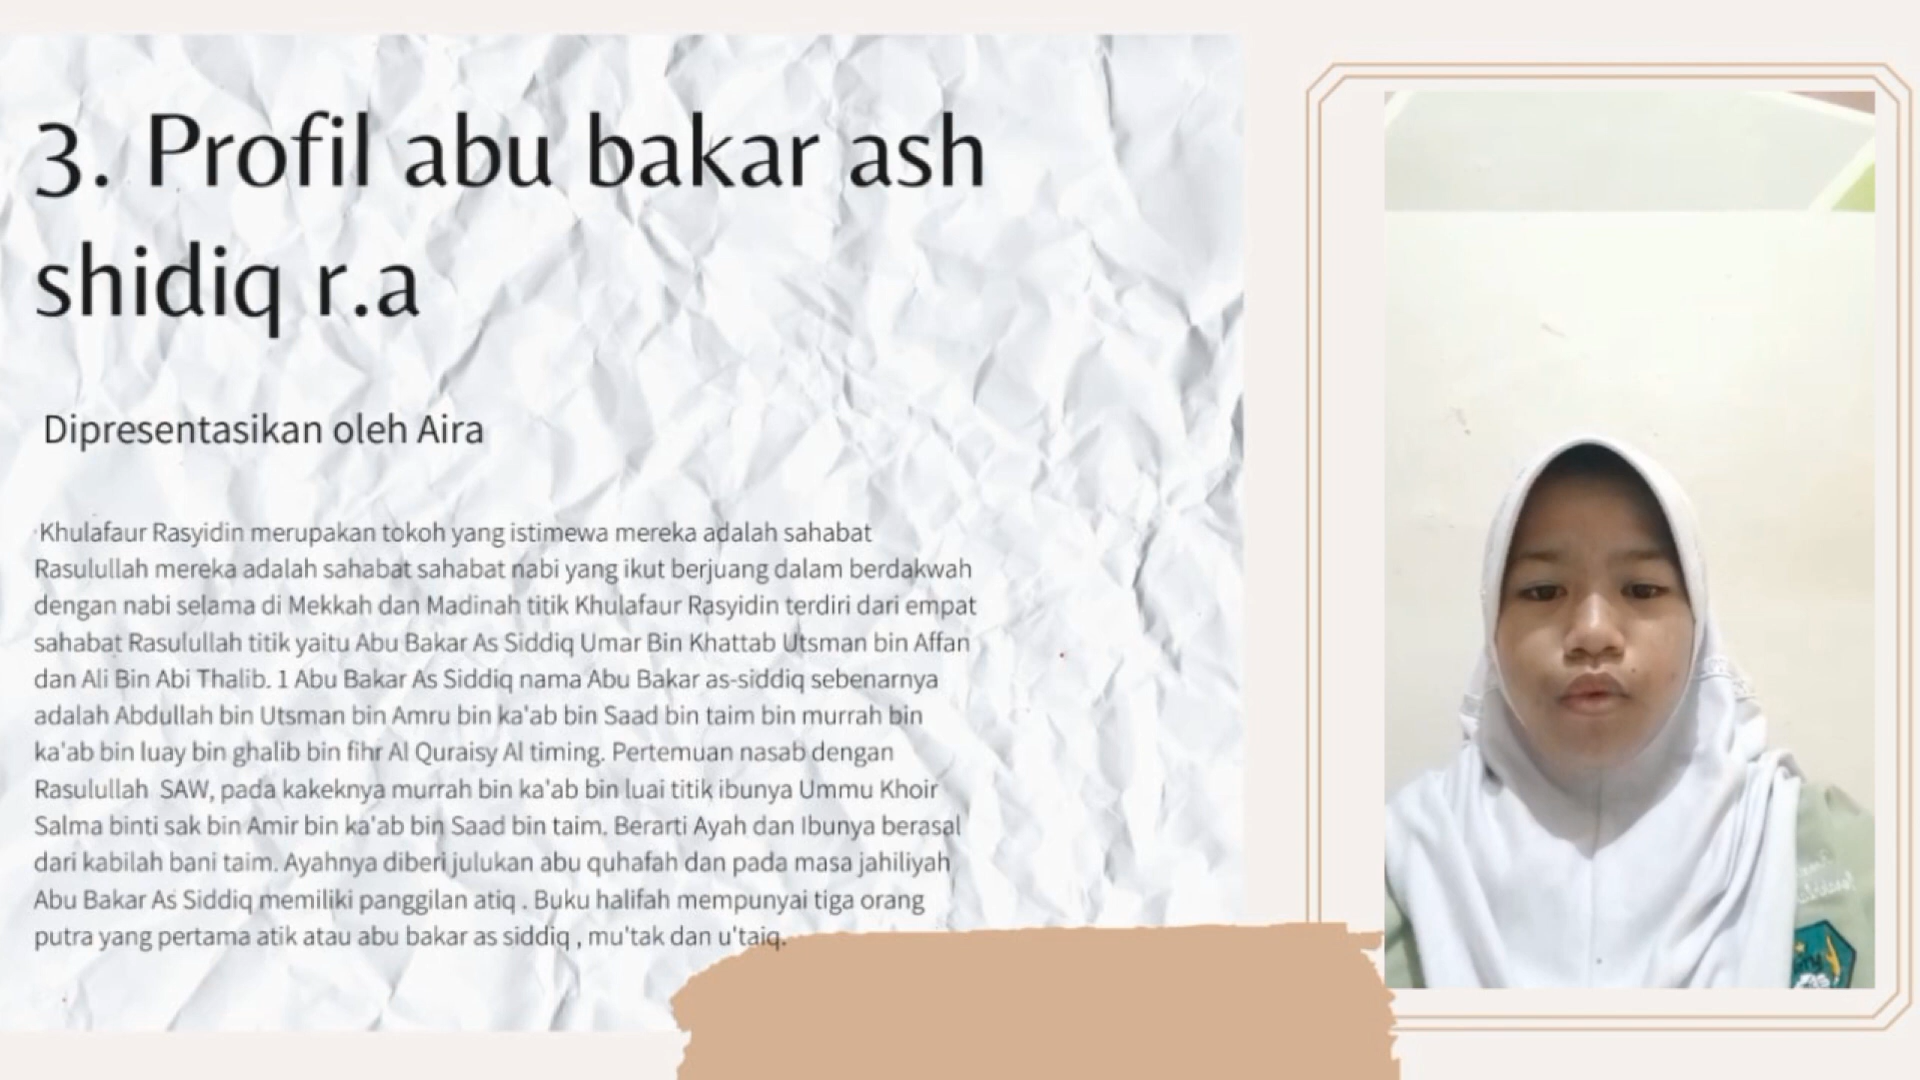 3. Profil abu bakar ash
shidiq r.a
Dipresentasikan oleh Aira
Khulafaur Rasyidin merupakan tokoh yang istimewa mereka adalah sahabat
Rasulullah mereka adalah sahabat sahabat nabi yang ikut berjuang dalam berdakwah
dengan nabi selama di Mekkah dan Madinah titik Khulafaur Rasyidin terdiri dari empat
sahabat Rasulullah titik yaitu Abu Bakar As Siddiq Umar Bin Khattab Utsman bin Affan
dan Ali Bin Abi Thalib. 1 Abu Bakar As Siddiq nama Abu Bakar as-siddiq sebenarnya
adalah Abdullah bin Utsman bin Amru bin ka'ab bin Saad bin taim bin murrah bin
ka'ab bin luay bin ghalib bin fihr Al Quraisy Al timing. Pertemuan nasab dengan
Rasulullah SAW, pada kakeknya murrah bin ka'ab bin luai titik ibunya Ummu Khoir
Salma binti sak bin Amir bin ka'ab bin Saad bin taim. Berarti Ayah dan Ibunya berasal
dari kabilah bani taim. Ayahnya diberi julukan abu quhafah dan pada masa jahiliyah
Abu Bakar As Siddiq memiliki panggilan atiq . Buku halifah mempunyai tiga orang
putra yang pertama atik atau abu bakar as siddiq , mu'tak dan u'taiq.